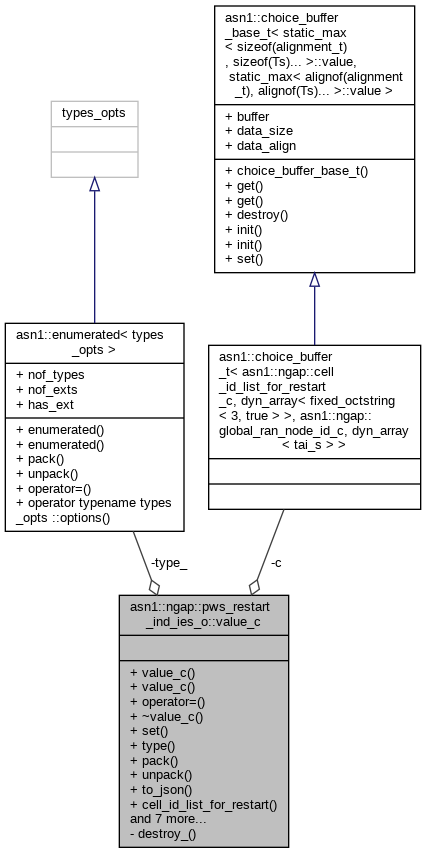 asn1::choice_buffer
_base_t< static_max
< sizeof(alignment_t)
, sizeof(Ts)... >::value,
static_max< alignof(alignment
_t), alignof(Ts)... >::value >
+ buffer
+ data_size
+ data_align
+ choice_buffer_base_t()
+ get()
+ get()
+ destroy()
+ init()
+ init()
+ set()
types_opts
asn1::enumerated< types
_opts >
+ nof_types
+ nof_exts
+ has_ext
+ enumerated()
+ enumerated()
+ pack()
+ unpack()
+ operator=()
+ operator typename types
_opts ::options()
asn1::choice_buffer
_t< asn1::ngap::cell
_id_list_for_restart
_c, dyn_array< fixed_octstring
< 3, true > >, asn1::ngap::
global_ran_node_id_c, dyn_array
< tai_s > >
-type_
-c
asn1::ngap::pws_restart
_ind_ies_o::value_c
+ value_c()
+ value_c()
+ operator=()
+ ~value_c()
+ set()
+ type()
+ pack()
+ unpack()
+ to_json()
+ cell_id_list_for_restart()
and 7 more...
- destroy_()